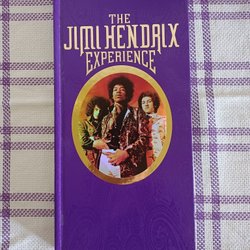 THE
JIMI HENDRIX
EXPERIENCE